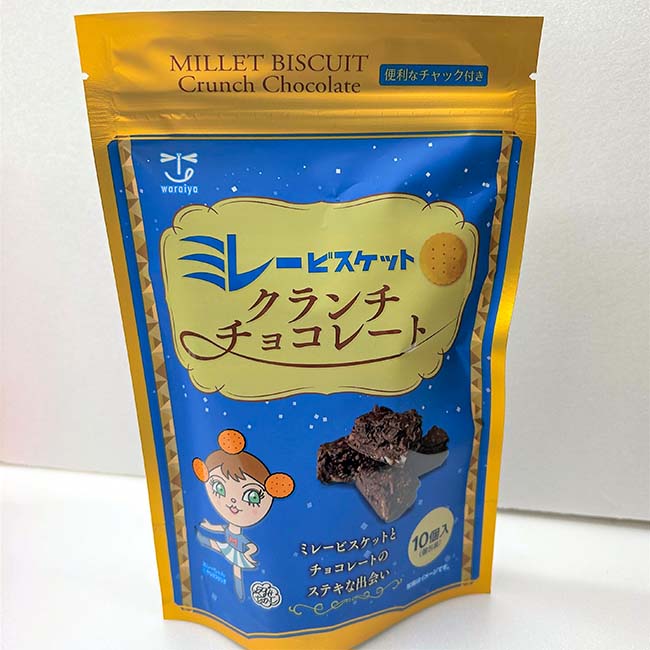 MILLET BISCUIT
Crunch Chocolate
便利なチャック付き
waraiya
ミレービスケット
クランチ
チョコレート
ミレービスケットと
チョコレートの
ステキな出会い
10個入
(個包装)